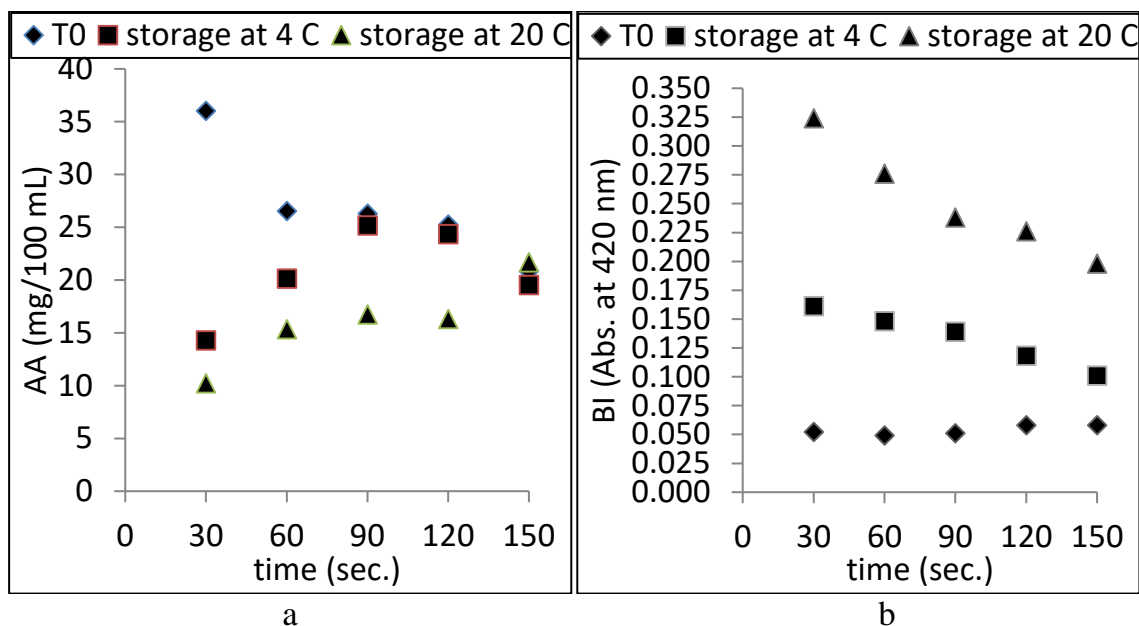 T0 storage at 4 C storage at 20 C
40
35
30
25
20
15
10
5
0
AA (mg/100 mL)
0 30 60 90 120 150
time (sec.)
a
T0 storage at 4 C storage at 20 C
0.350
0.325
0.300
0.275
0.250
0.225
0.200
0.175
0.150
0.125
0.100
0.075
0.050
0.025
0.000
BI (Abs. at 420 nm)
0 30 60 90 120 150
time (sec.)
b